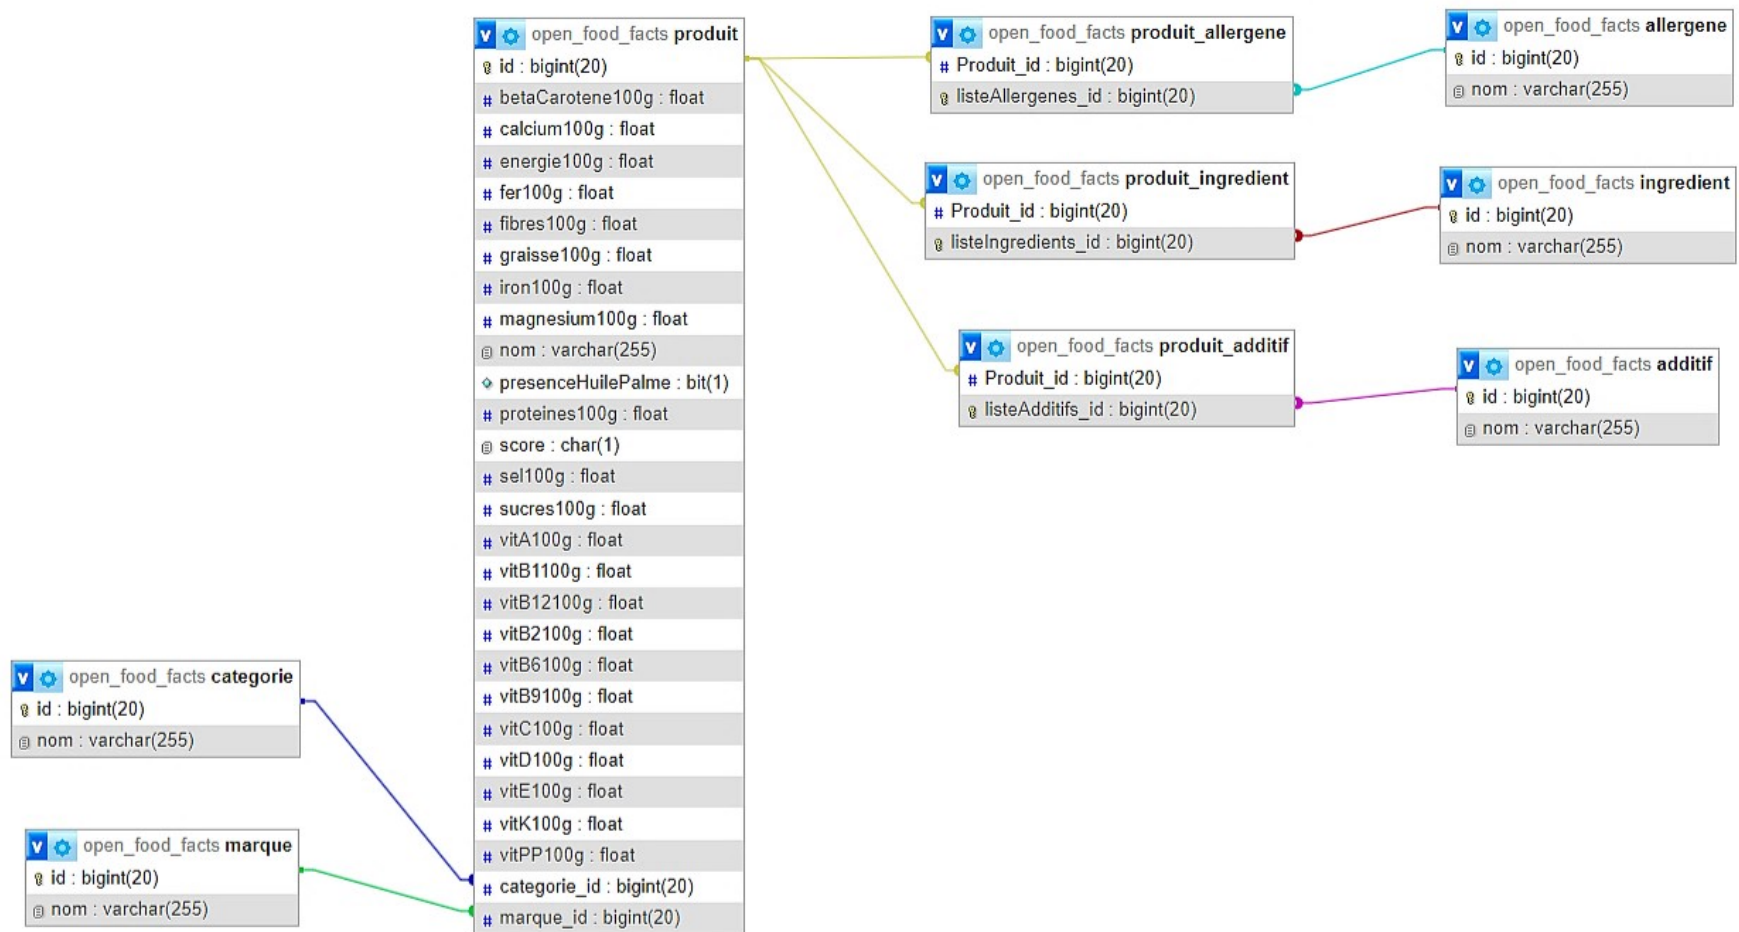 open_food_facts produit
id : bigint(20)
betaCarotene100g : float
calcium100g : float
energie100g : float
fer100g : float
fibres100g : float
graisse100g : float
iron100g : float
magnesium100g : float
nom : varchar(255)
presenceHuilePalme : bit(1)
proteines100g : float
score : char(1)
sel100g : float
sucres100g : float
vitA100g : float
vitB1100g : float
vitB12100g : float
vitB2100g : float
vitB6100g : float
vitB9100g : float
vitC100g : float
vitD100g : float
vitE100g : float
vitK100g : float
vitPP100g : float
categorie_id : bigint(20)
marque_id : bigint(20)
open_food_facts produit_allergene
Produit_id : bigint(20)
listeAllergenes_id : bigint(20)
open_food_facts allergene
id : bigint(20)
nom : varchar(255)
open_food_facts produit_ingredient
Produit_id : bigint(20)
listeIngredients_id : bigint(20)
open_food_facts ingredient
id : bigint(20)
nom : varchar(255)
open_food_facts produit_additif
Produit_id : bigint(20)
listeAdditifs_id : bigint(20)
open_food_facts additif
id : bigint(20)
nom : varchar(255)
open_food_facts categorie
id : bigint(20)
nom : varchar(255)
open_food_facts marque
id : bigint(20)
nom : varchar(255)